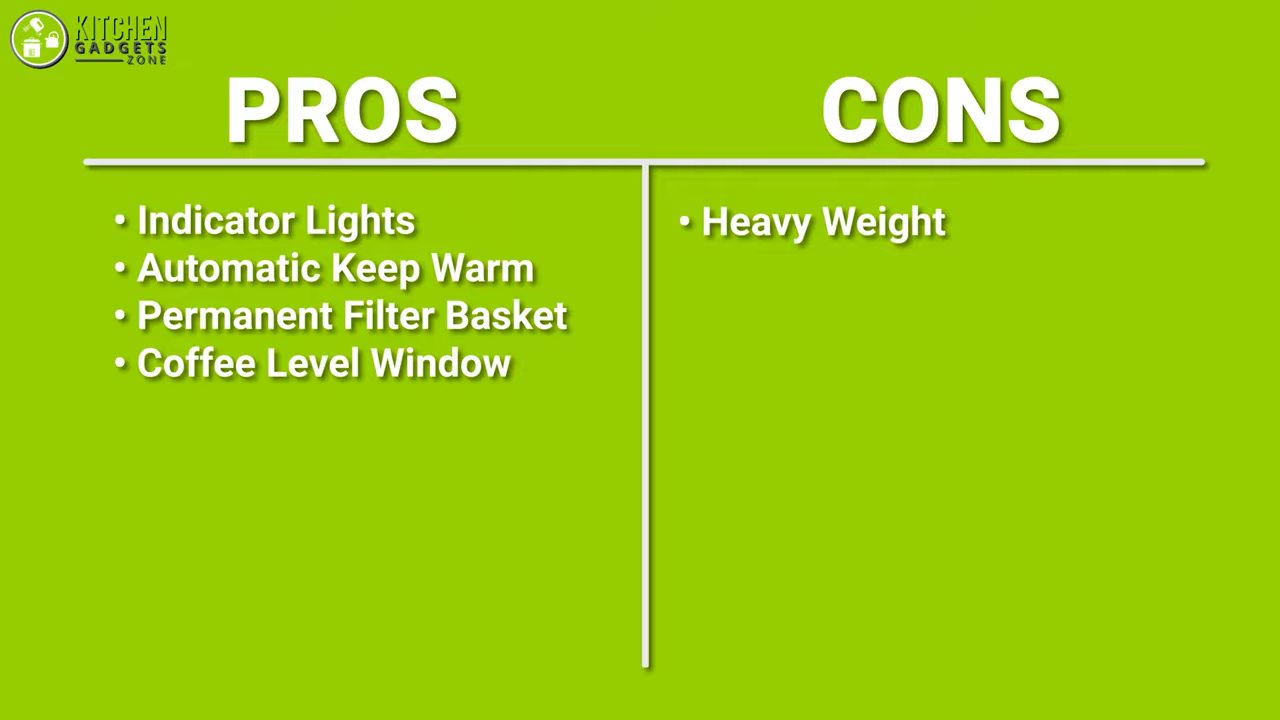 KITCHEN
GADGETS
ZONE
PROS
CONS
• Indicator Lights
• Automatic Keep Warm
• Permanent Filter Basket
• Coffee Level Window
• Heavy Weight